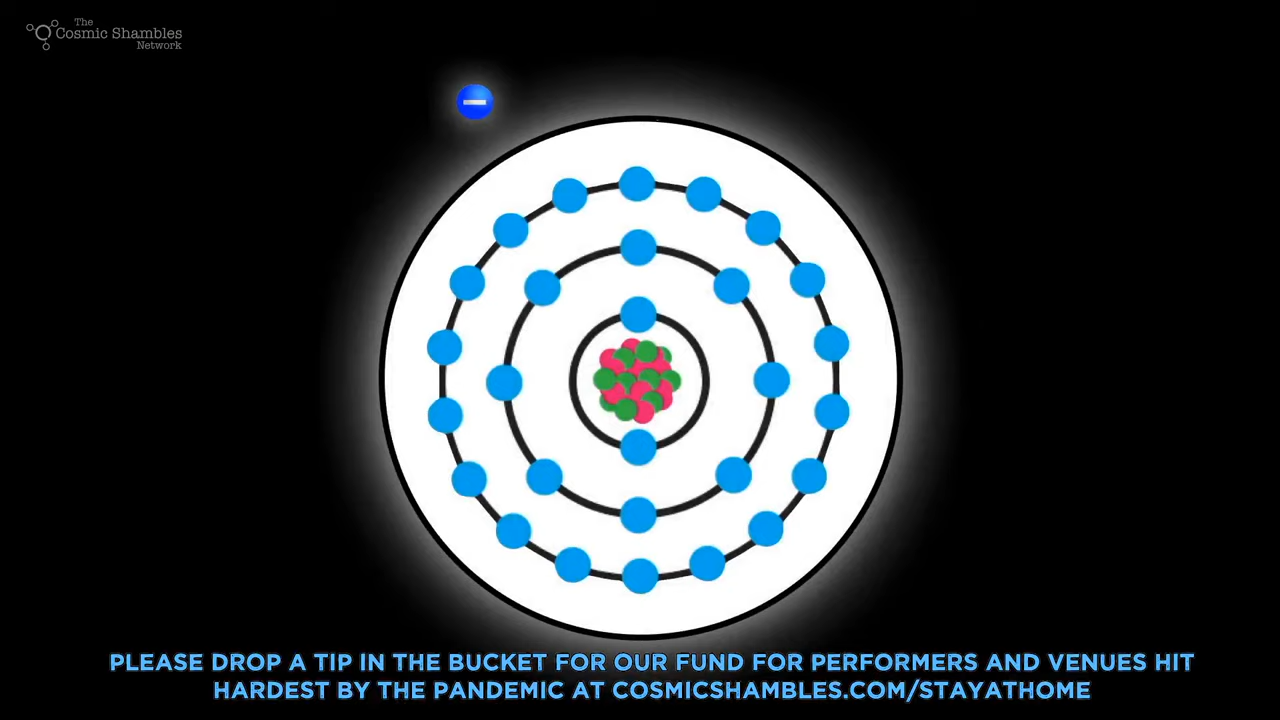 The
Cosmic Shambles
Network
PLEASE DROP A TIP IN THE BUCKET FOR OUR FUND FOR PERFORMERS AND VENUES HIT
HARDEST BY THE PANDEMIC AT COSMICSHAMBLES.COM/STAYATHOME